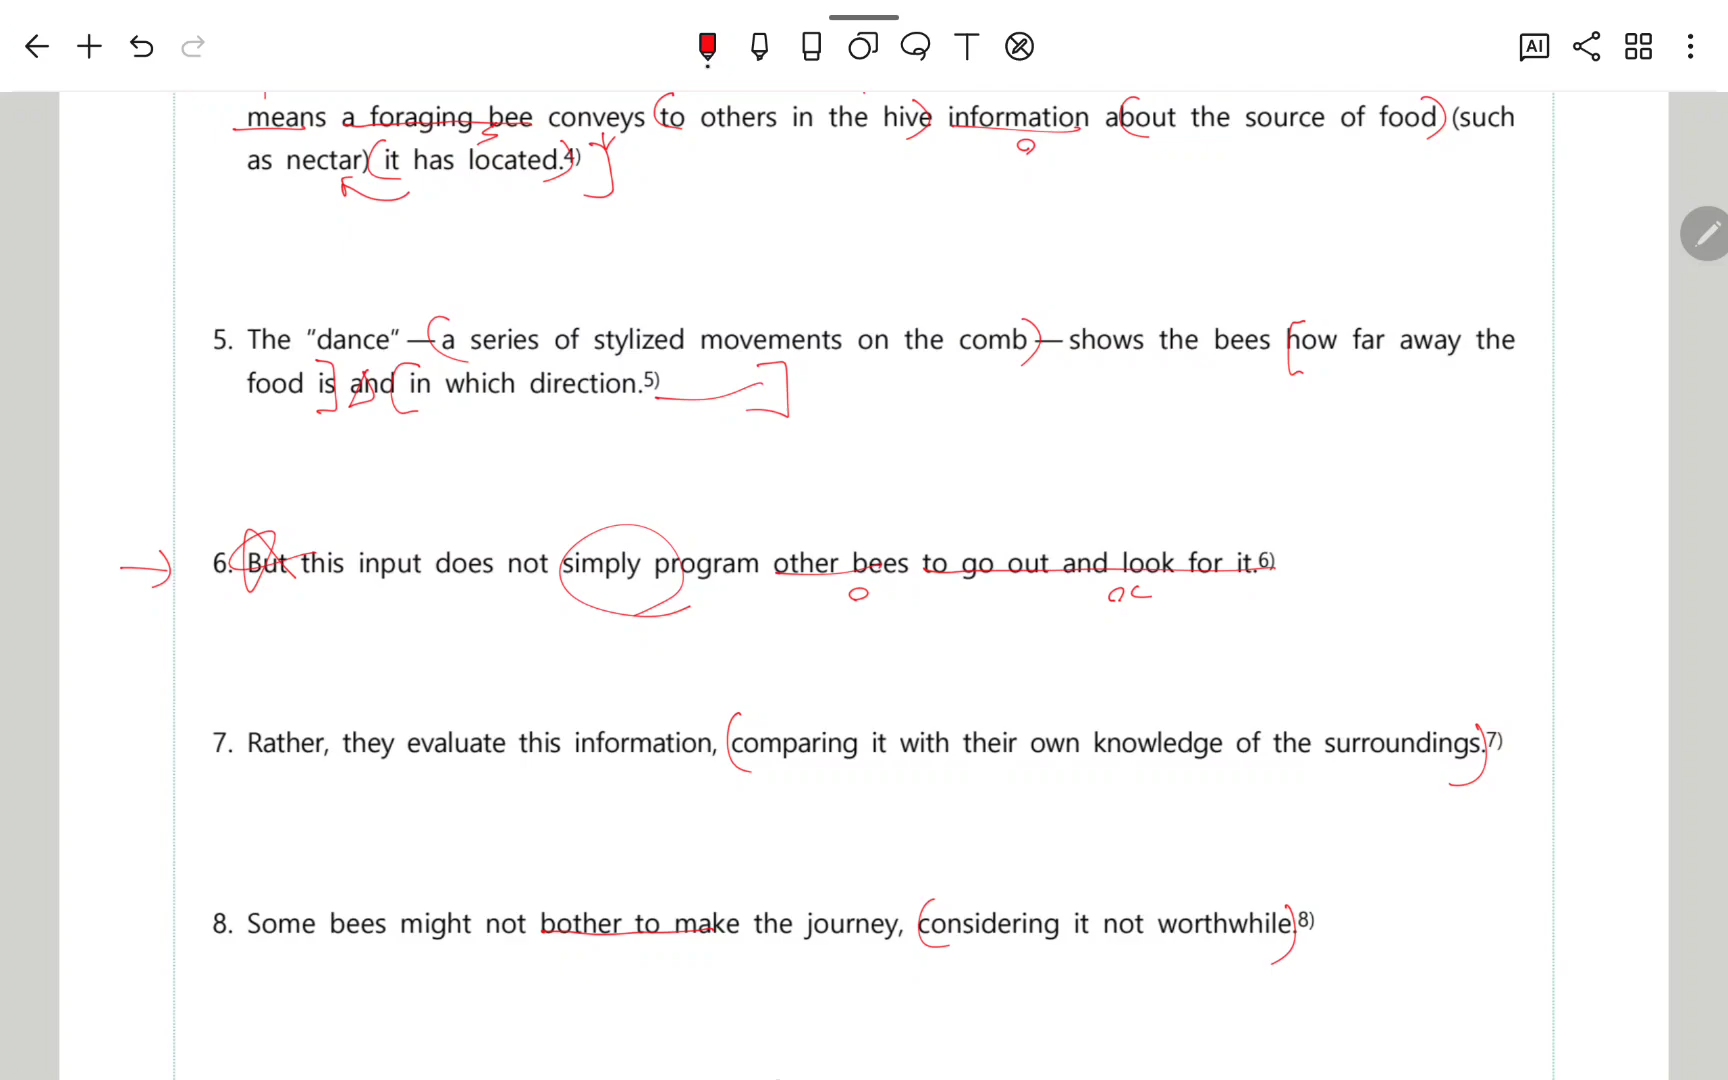 AI
means a foraging bee conveys to others in the hive information about the source of food (such
S
O
as nectar) it has located.4)
5. The "dance" — a series of stylized movements on the comb — shows the bees how far away the
food is and in which direction.5)
6. But this input does not simply program other bees to go out and look for it.6)
O
OC
7. Rather, they evaluate this information, comparing it with their own knowledge of the surroundings.7)
8. Some bees might not bother to make the journey, considering it not worthwhile.8)